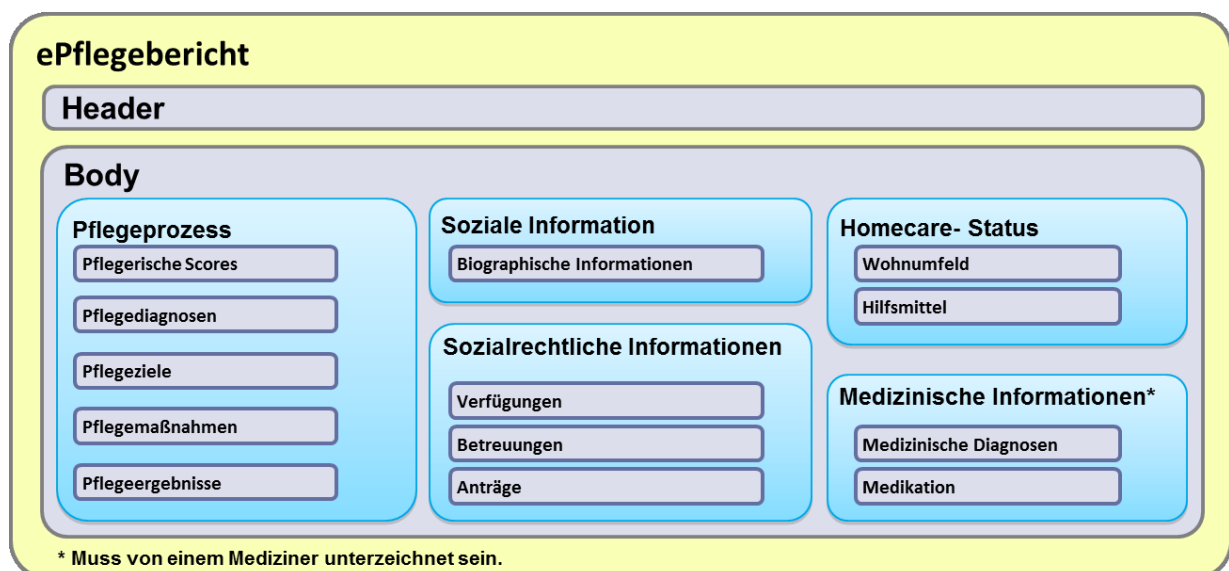 ePflegebericht
Header
Body
Pflegeprozess
Pflegerische Scores
Pflegediagnosen
Pflegeziele
Pflegemaßnahmen
Pflegeergebnisse
Soziale Information
Biographische Informationen
Sozialrechtliche Informationen
Verfügungen
Betreuungen
Anträge
Homecare- Status
Wohnumfeld
Hilfsmittel
Medizinische Informationen*
Medizinische Diagnosen
Medikation
* Muss von einem Mediziner unterzeichnet sein.